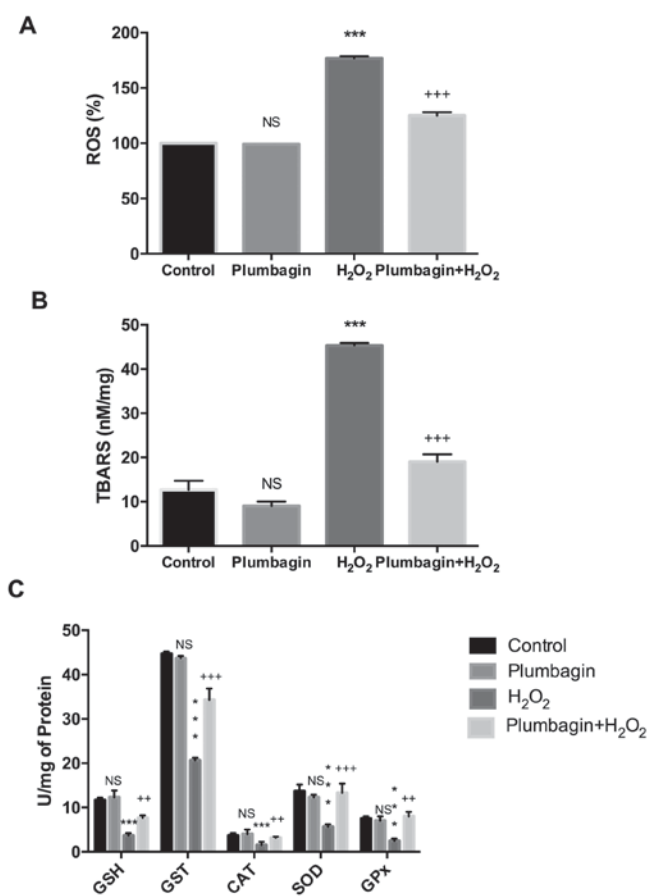 A
ROS (%)
200
150
100
50
0
NS
***
+++
Control Plumbagin H₂O₂ Plumbagin+H₂O₂
B
TBARS (nM/mg)
50
40
30
20
10
0
NS
***
+++
Control Plumbagin H₂O₂ Plumbagin+H₂O₂
C
U/mg of Protein
50
40
30
20
10
0
NS *** ++
NS *** +++
NS *** ++
NS *** +++
NS *** ++
GSH GST CAT SOD GPx
Control
Plumbagin
H₂O₂
Plumbagin+H₂O₂